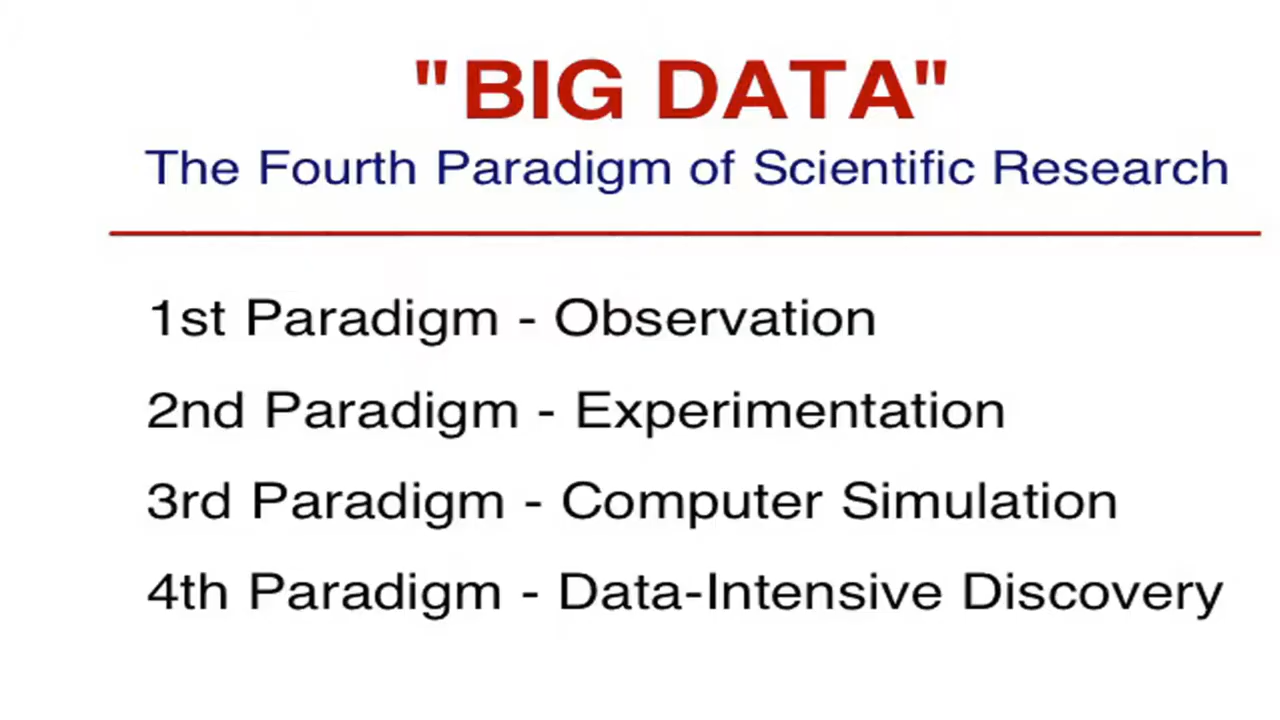 "BIG DATA"
The Fourth Paradigm of Scientific Research
1st Paradigm - Observation
2nd Paradigm - Experimentation
3rd Paradigm - Computer Simulation
4th Paradigm - Data-Intensive Discovery